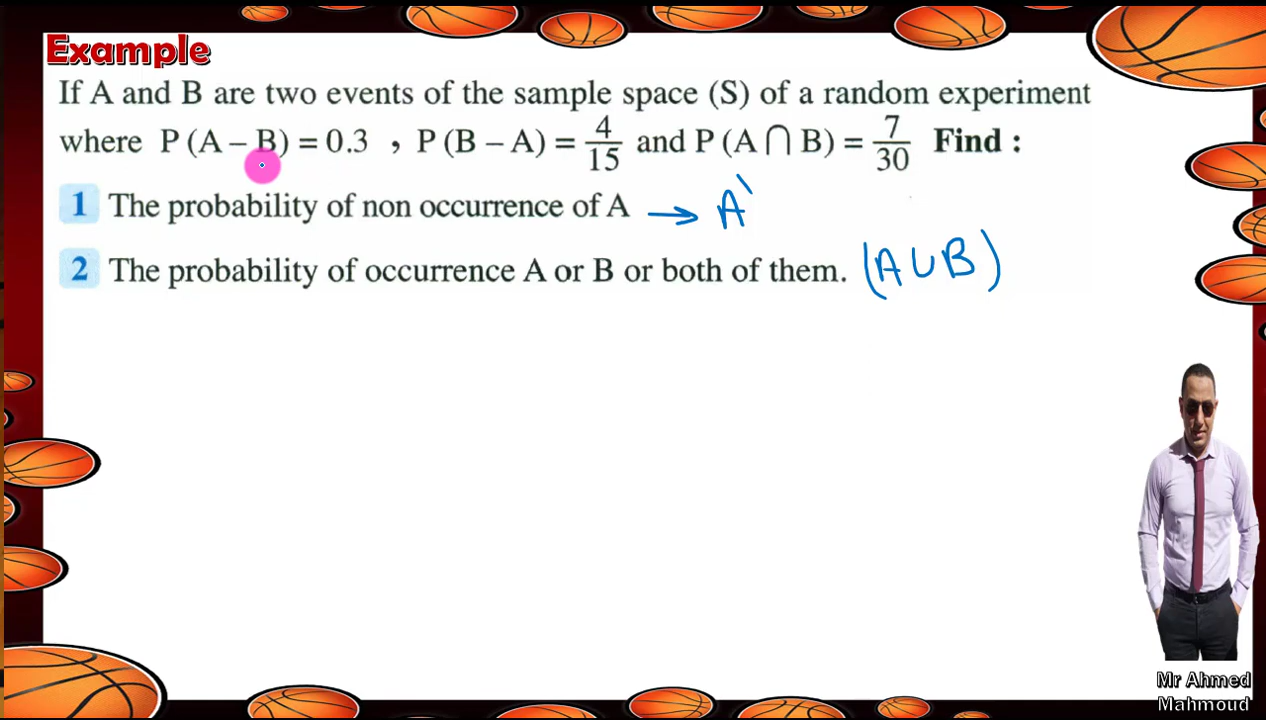 Example
If A and B are two events of the sample space (S) of a random experiment
where P (A – B) = 0.3 , P (B – A) = 4/15 and P (A ⋂ B) = 7/30 Find :
1 The probability of non occurrence of A → A'
2 The probability of occurrence A or B or both of them. (A∪B)
Mr Ahmed
Mahmoud